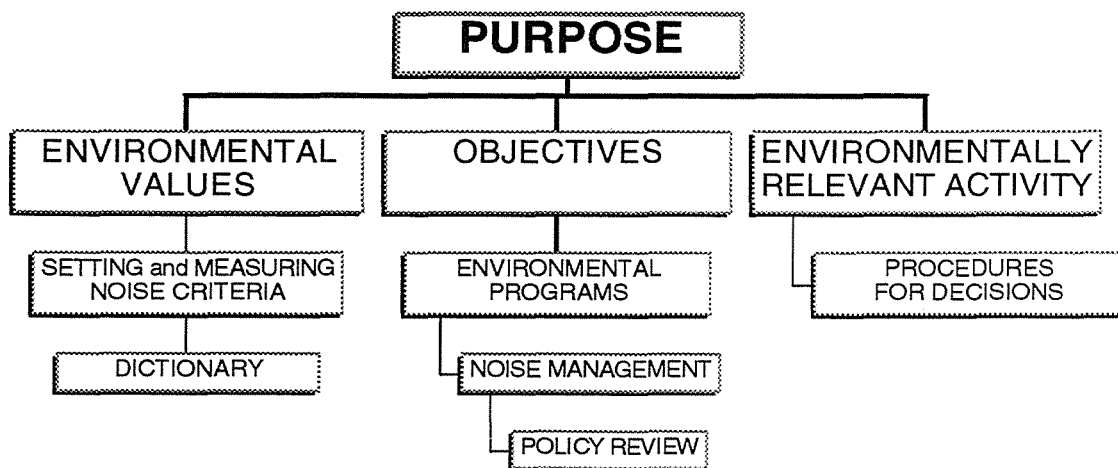 PURPOSE
ENVIRONMENTAL
VALUES
OBJECTIVES
ENVIRONMENTALLY
RELEVANT ACTIVITY
SETTING and MEASURING
NOISE CRITERIA
ENVIRONMENTAL
PROGRAMS
PROCEDURES
FOR DECISIONS
DICTIONARY
NOISE MANAGEMENT
POLICY REVIEW